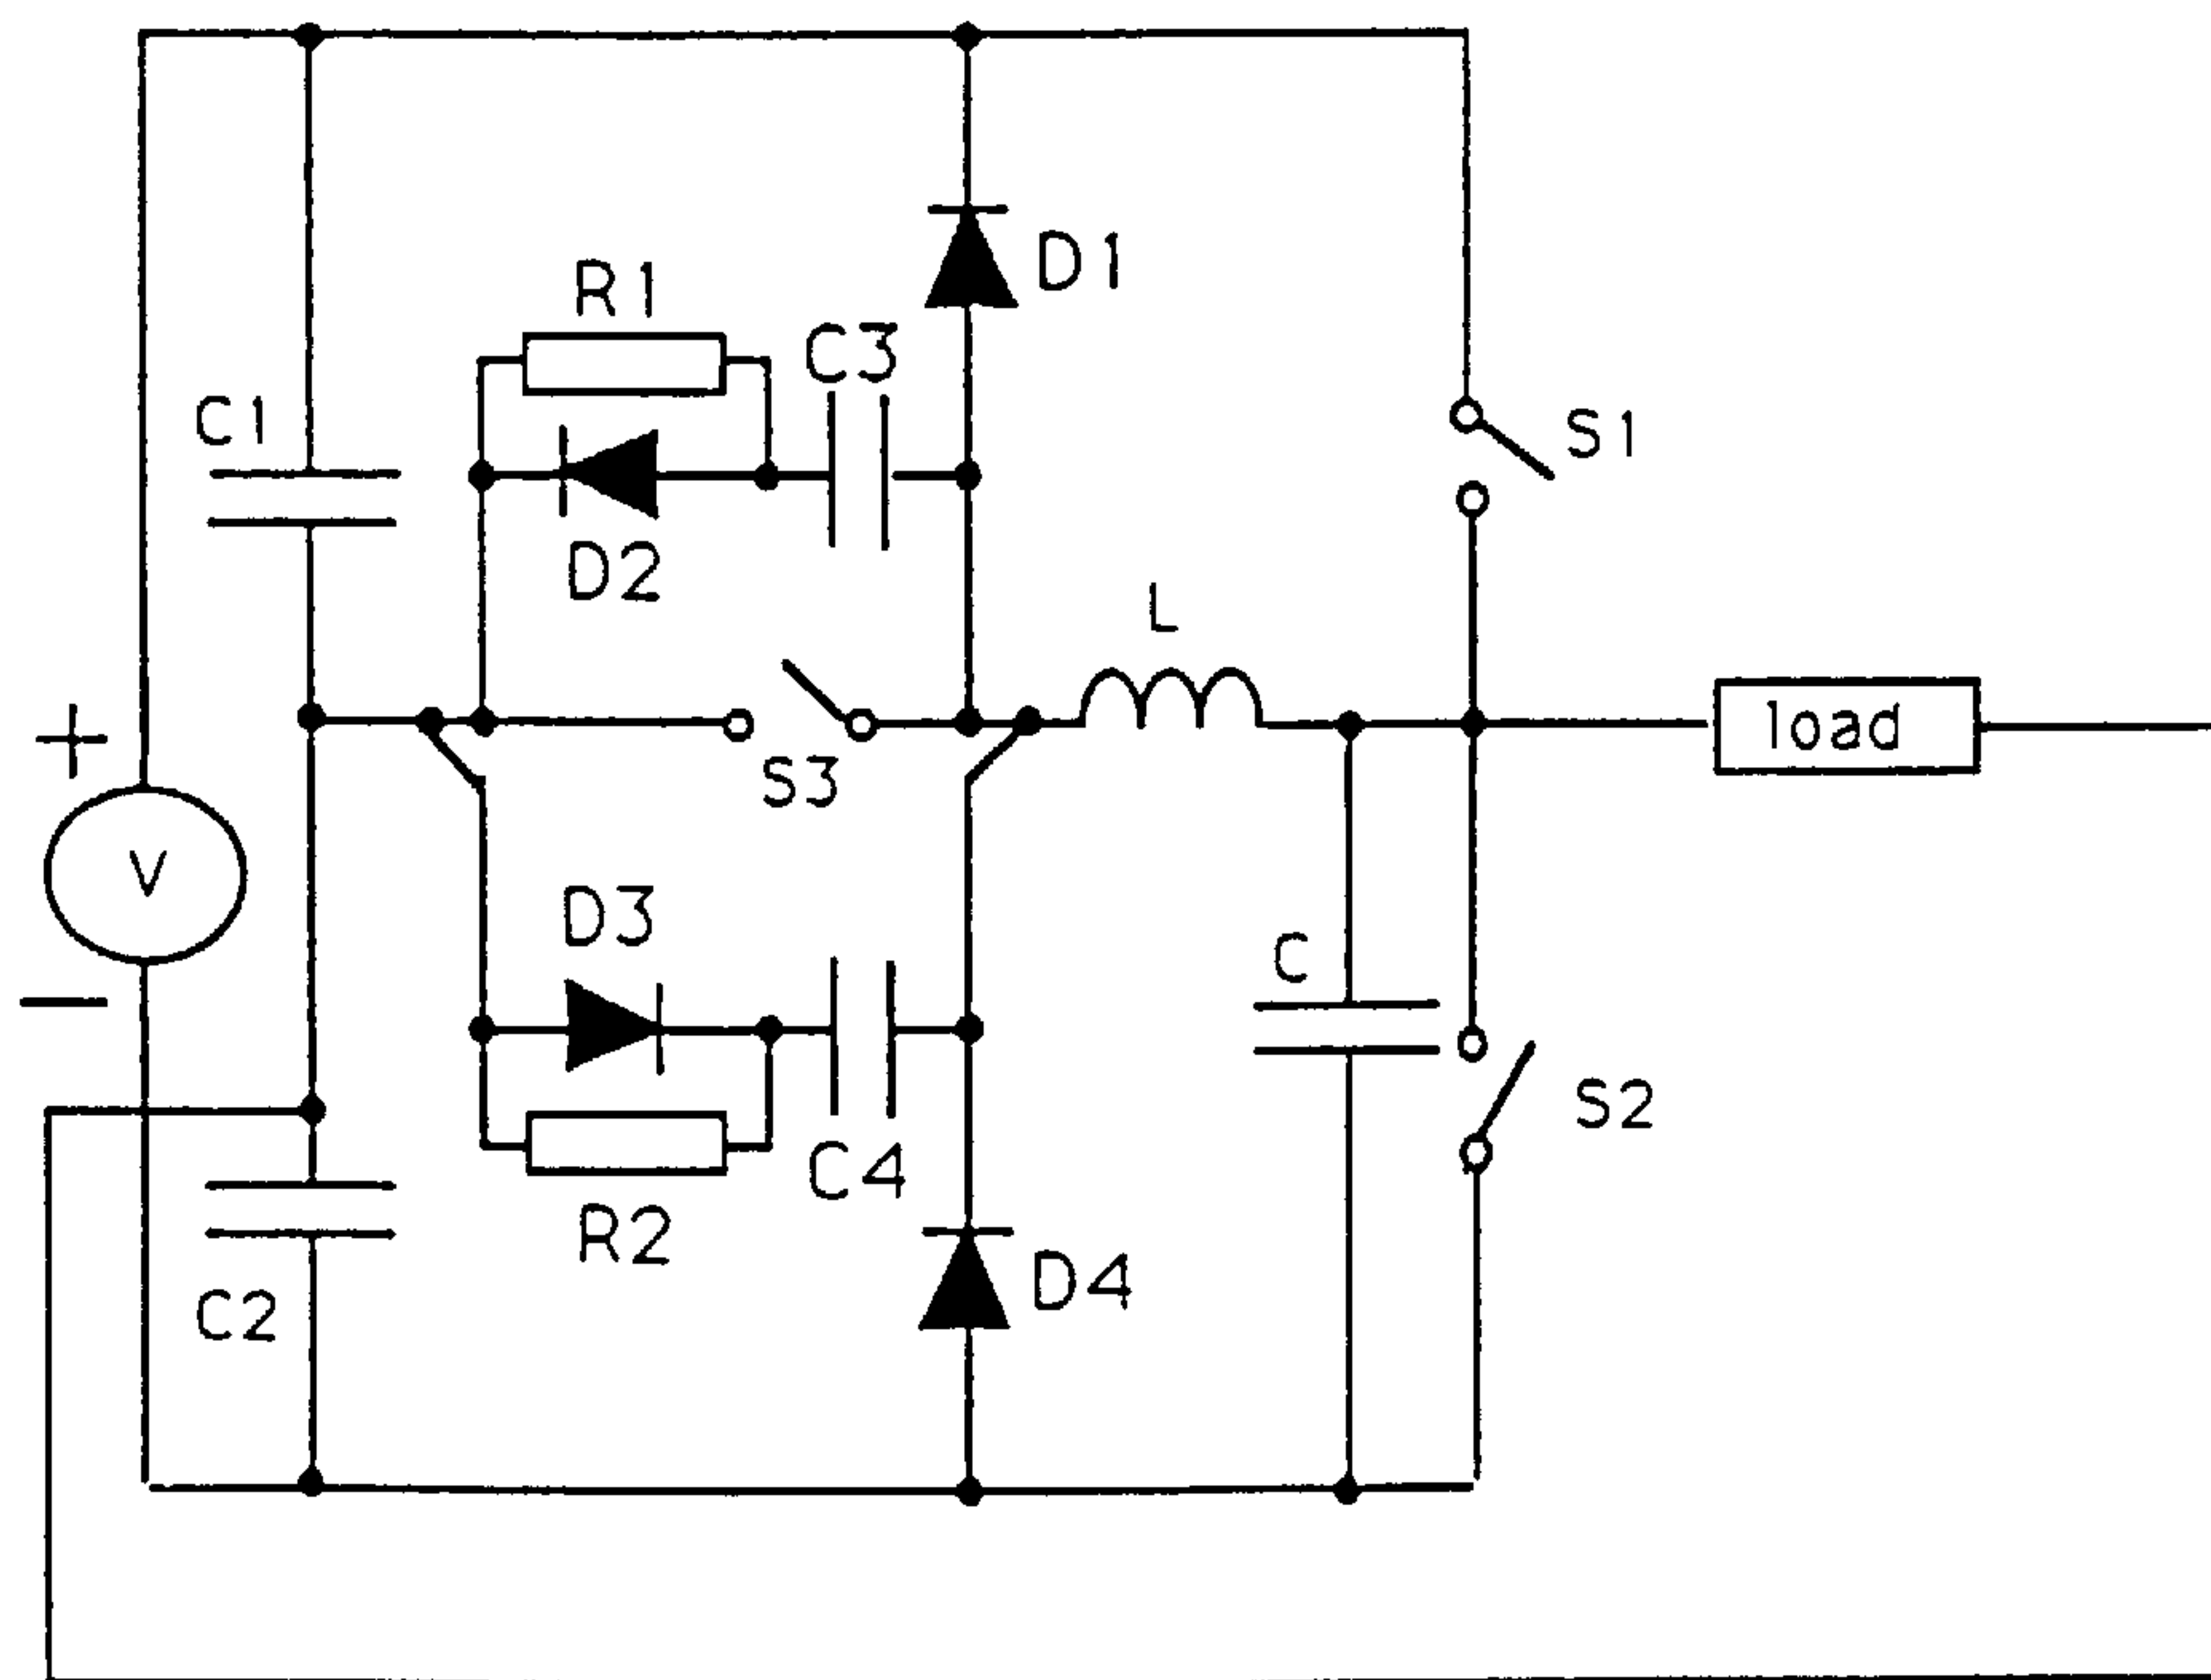 D1
R1
C3
C1
S1
D2
L
+
load
S3
V
D3
C
−
S2
C4
R2
D4
C2